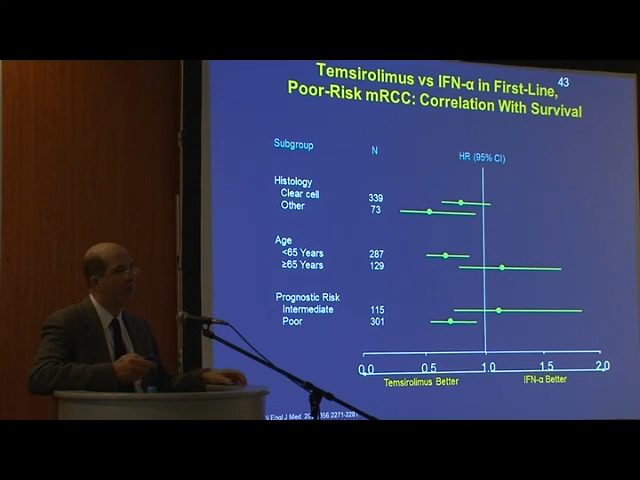 43
Temsirolimus vs IFN-α in First-Line,
Poor-Risk mRCC: Correlation With Survival
Subgroup N HR (95% CI)
Histology
Clear cell 339
Other 73
Age
<65 Years 287
≥65 Years 129
Prognostic Risk
Intermediate 115
Poor 301
0.0 0.5 1.0 1.5 2.0
Temsirolimus Better IFN-α Better
N Engl J Med.